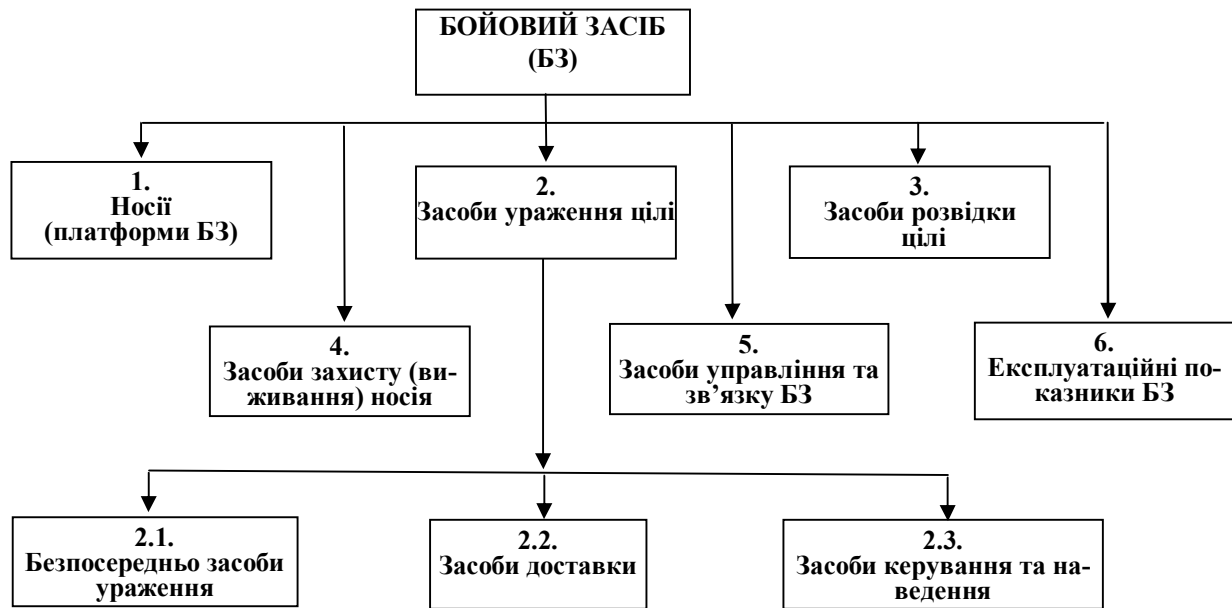 БОЙОВИЙ ЗАСІБ
(БЗ)
1.
Носії
(платформи БЗ)
2.
Засоби ураження цілі
3.
Засоби розвідки
цілі
4.
Засоби захисту (ви-
живання) носія
5.
Засоби управління та
зв’язку БЗ
6.
Експлуатаційні по-
казники БЗ
2.1.
Безпосередньо засоби
ураження
2.2.
Засоби доставки
2.3.
Засоби керування та на-
ведення